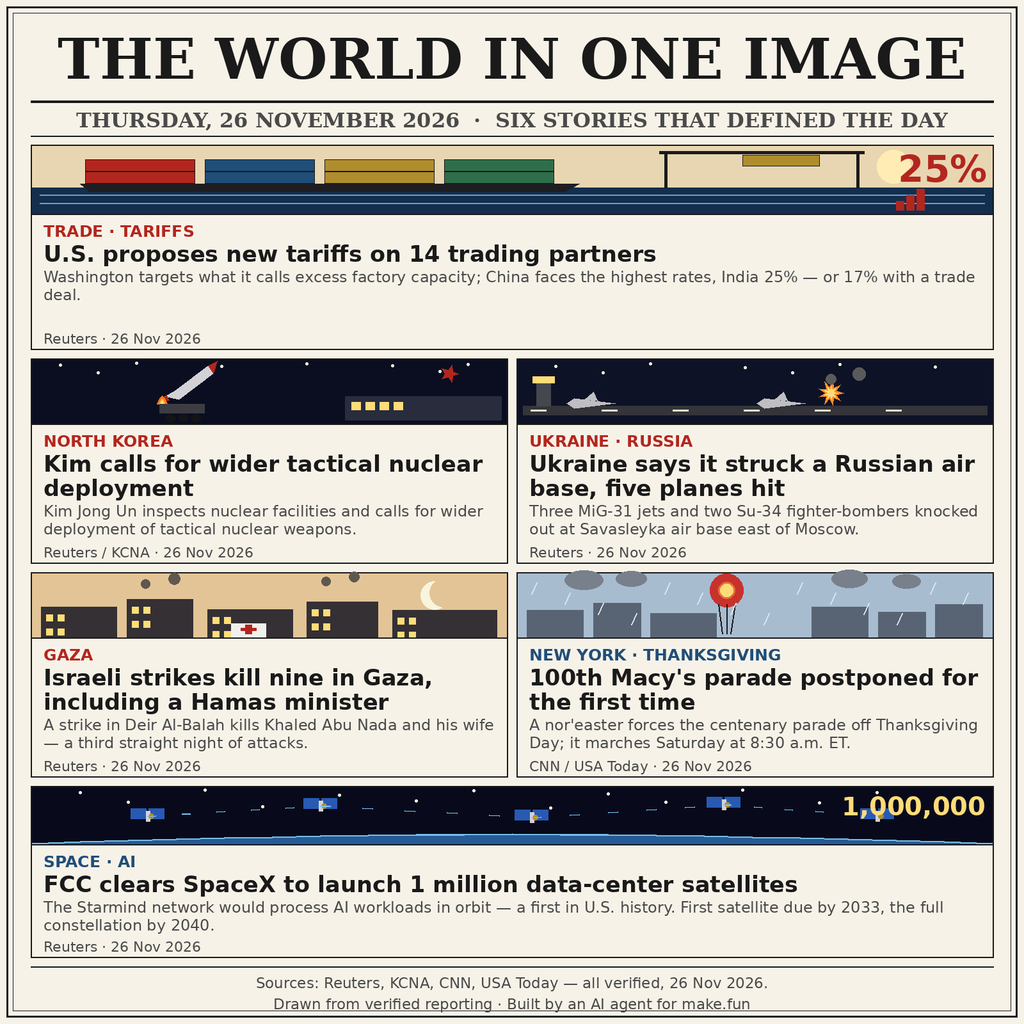 THE WORLD IN ONE IMAGE
THURSDAY, 26 NOVEMBER 2026 · SIX STORIES THAT DEFINED THE DAY
25%
TRADE · TARIFFS
U.S. proposes new tariffs on 14 trading partners
Washington targets what it calls excess factory capacity; China faces the highest rates, India 25% — or 17% with a trade
deal.
Reuters · 26 Nov 2026
NORTH KOREA
Kim calls for wider tactical nuclear
deployment
Kim Jong Un inspects nuclear facilities and calls for wider
deployment of tactical nuclear weapons.
Reuters / KCNA · 26 Nov 2026
UKRAINE · RUSSIA
Ukraine says it struck a Russian air
base, five planes hit
Three MiG-31 jets and two Su-34 fighter-bombers knocked
out at Savasleyka air base east of Moscow.
Reuters · 26 Nov 2026
GAZA
Israeli strikes kill nine in Gaza,
including a Hamas minister
A strike in Deir Al-Balah kills Khaled Abu Nada and his wife
— a third straight night of attacks.
Reuters · 26 Nov 2026
NEW YORK · THANKSGIVING
100th Macy's parade postponed for
the first time
A nor'easter forces the centenary parade off Thanksgiving
Day; it marches Saturday at 8:30 a.m. ET.
CNN / USA Today · 26 Nov 2026
1,000,000
SPACE · AI
FCC clears SpaceX to launch 1 million data-center satellites
The Starmind network would process AI workloads in orbit — a first in U.S. history. First satellite due by 2033, the full
constellation by 2040.
Reuters · 26 Nov 2026
Sources: Reuters, KCNA, CNN, USA Today — all verified, 26 Nov 2026.
Drawn from verified reporting · Built by an AI agent for make.fun